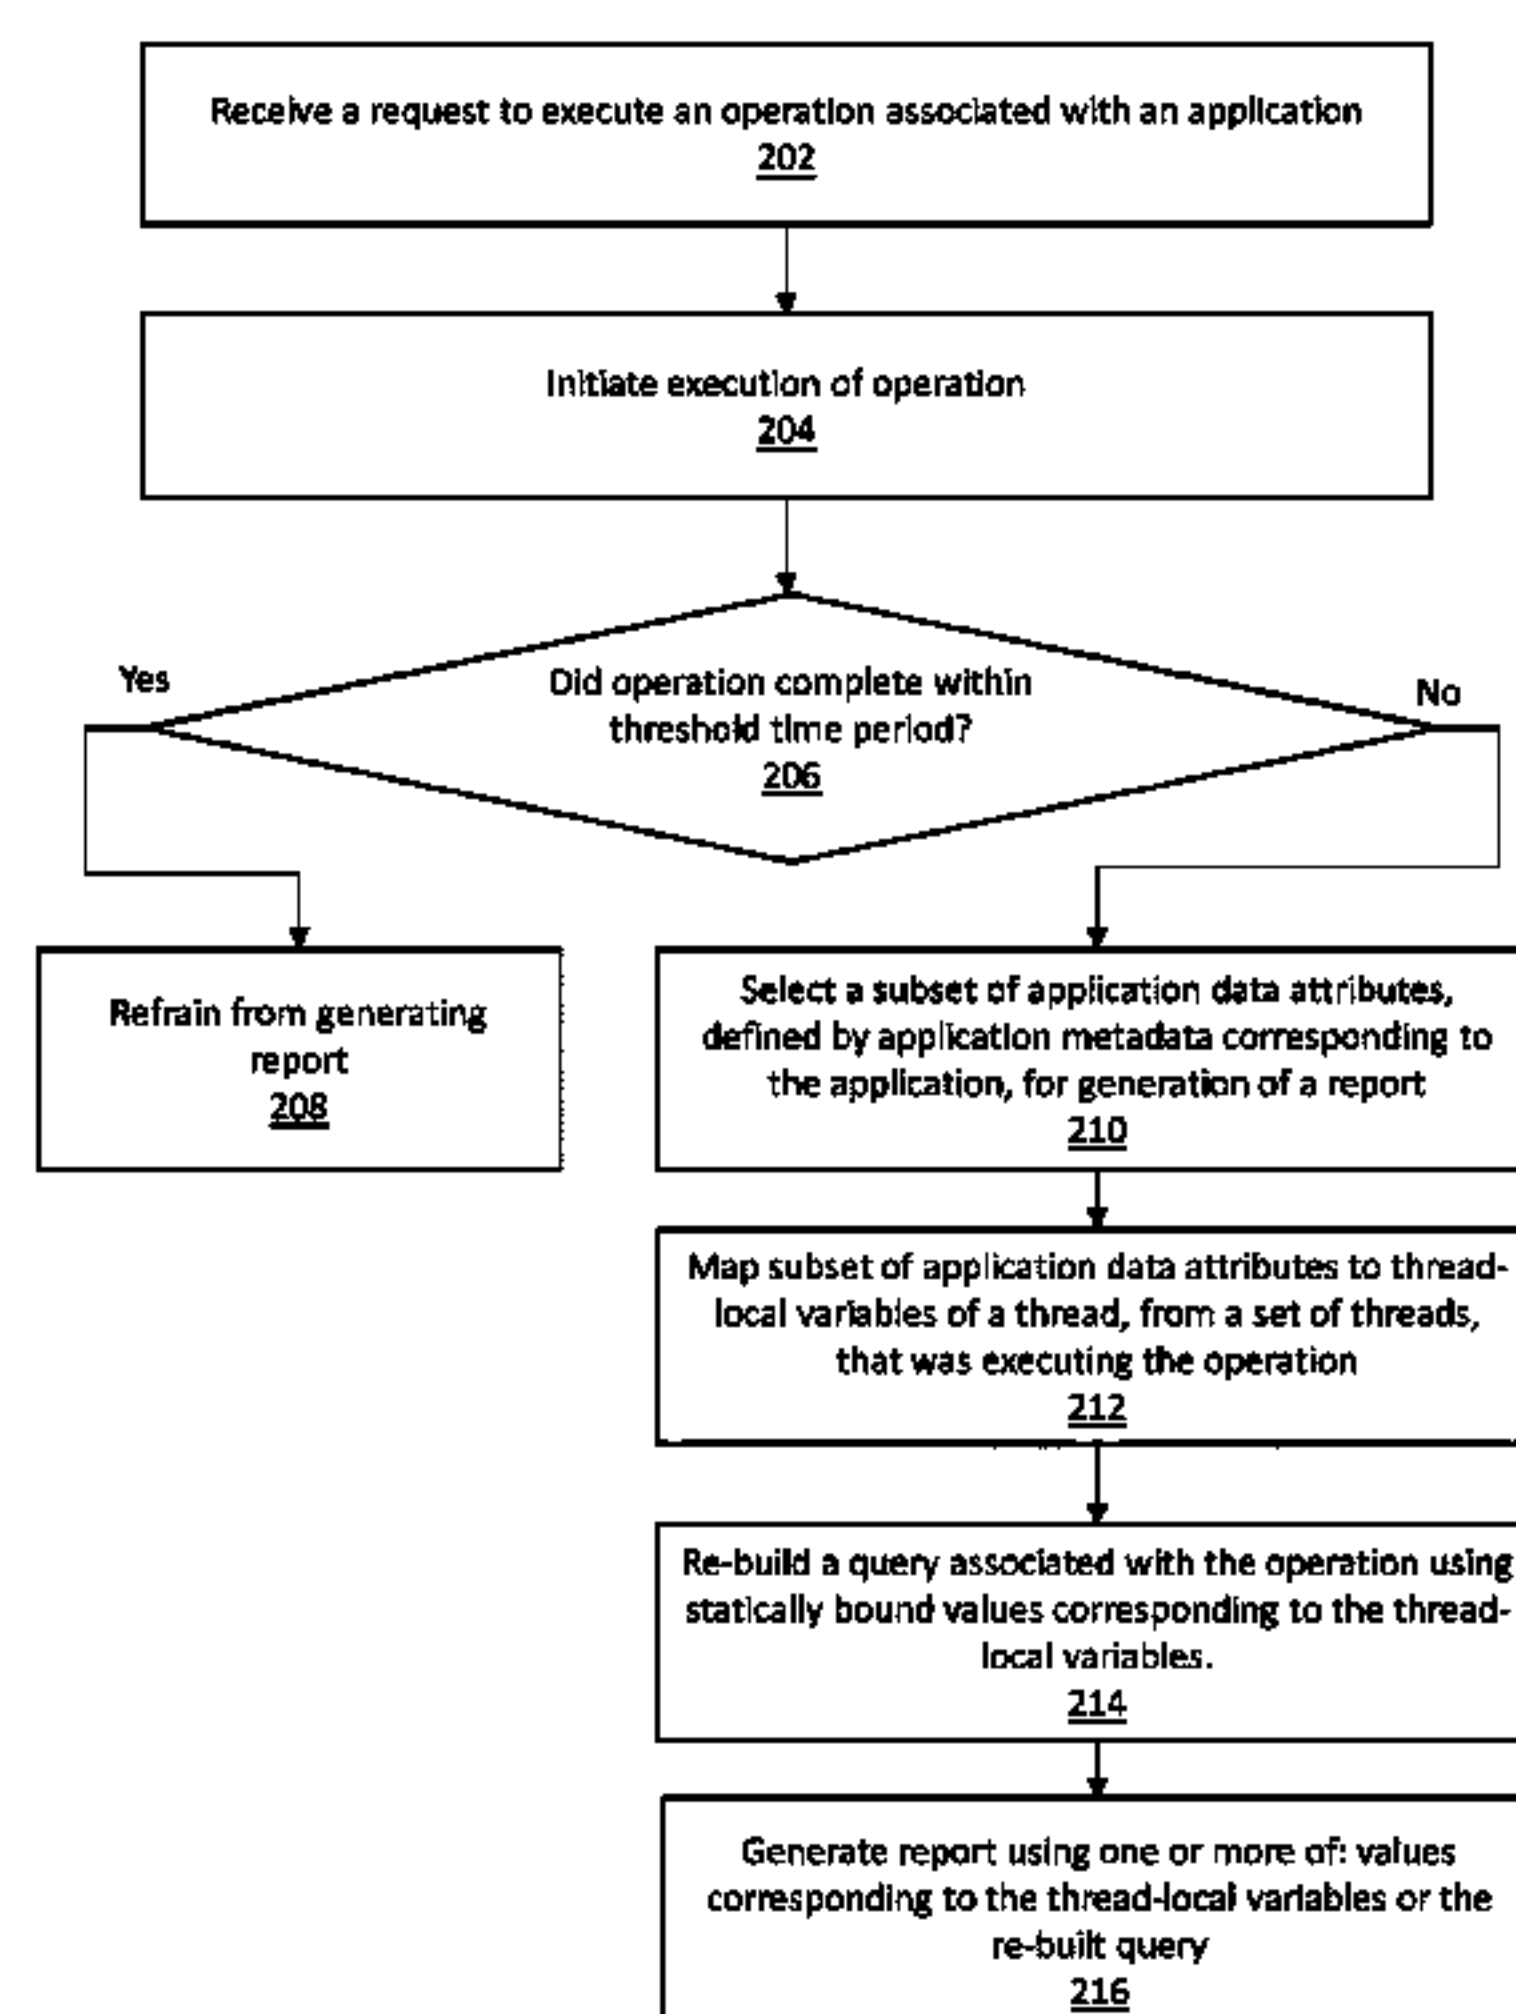 Receive a request to execute an operation associated with an application
202
Initiate execution of operation
204
Did operation complete within
threshold time period?
206
Yes
No
Refrain from generating
report
208
Select a subset of application data attributes,
defined by application metadata corresponding to
the application, for generation of a report
210
Map subset of application data attributes to thread-
local variables of a thread, from a set of threads,
that was executing the operation
212
Re-build a query associated with the operation using
statically bound values corresponding to the thread-
local variables.
214
Generate report using one or more of: values
corresponding to the thread-local variables or the
re-built query
216